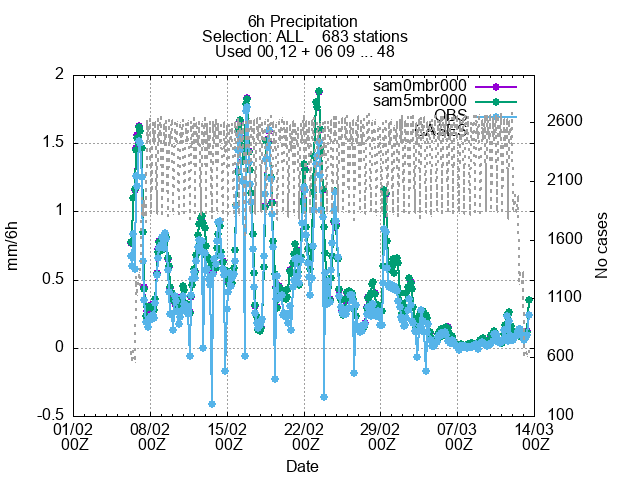 6h Precipitation
Selection: ALL    683 stations
Used 00,12 + 06 09 ... 48
sam0mbr000
sam5mbr000
OBS
CASES
2
1.5
1
0.5
0
-0.5
mm/6h
2600
2100
1600
1100
600
100
No cases
01/02 08/02 15/02 22/02 29/02 07/03 14/03
00Z 00Z 00Z 00Z 00Z 00Z 00Z
Date